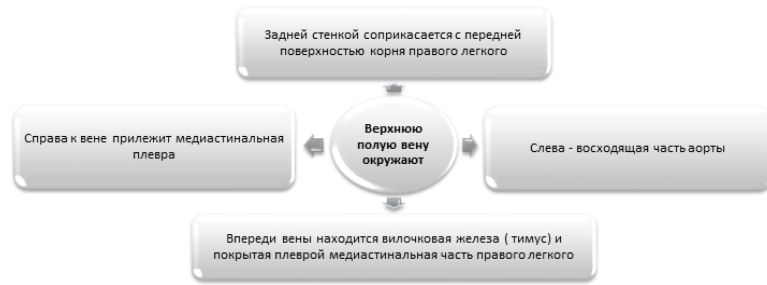 Задней стенкой соприкасается с передней
поверхностью корня правого легкого
Справа к вене прилежит медиастинальная
плевра
Верхнюю
полую вену
окружают
Слева - восходящая часть аорты
Впереди вены находится вилочковая железа ( тимус) и
покрытая плеврой медиастинальная часть правого легкого